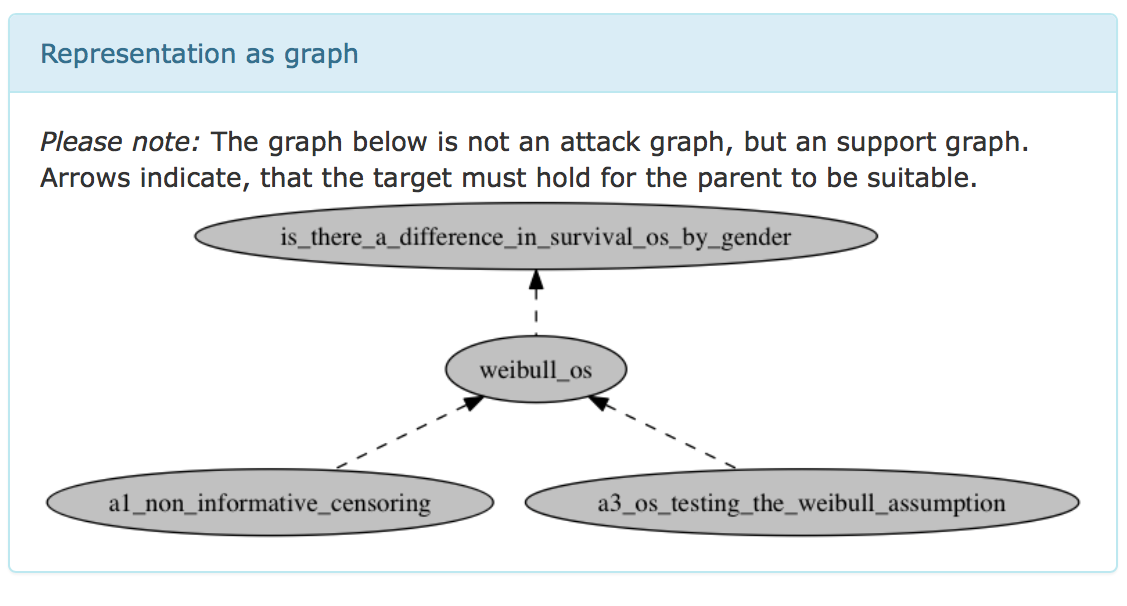 Representation as graph
Please note: The graph below is not an attack graph, but an support graph.
Arrows indicate, that the target must hold for the parent to be suitable.
is_there_a_difference_in_survival_os_by_gender
weibull_os
a1_non_informative_censoring
a3_os_testing_the_weibull_assumption